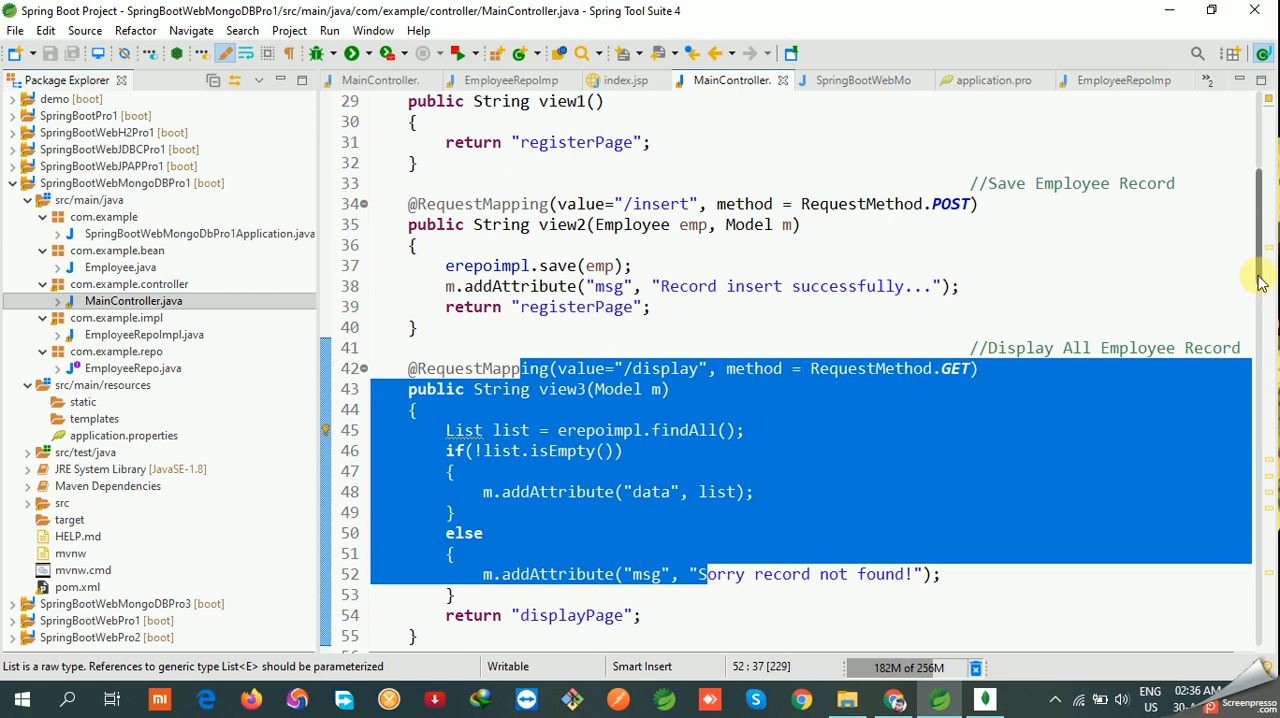 Spring Boot Project - SpringBootWebMongoDBPro1/src/main/java/com/example/controller/MainController.java - Spring Tool Suite 4
File Edit Source Refactor Navigate Search Project Run Window Help
Package Explorer
MainController. EmployeeRepoImp index.jsp MainController. SpringBootWebMo application.pro EmployeeRepoImp »2
demo [boot]
SpringBootPro1 [boot]
SpringBootWebH2Pro1 [boot]
SpringBootWebJDBCPro1 [boot]
SpringBootWebJPAPPro1 [boot]
SpringBootWebMongoDBPro1 [boot]
src/main/java
com.example
SpringBootWebMongoDbPro1Application.java
com.example.bean
Employee.java
com.example.controller
MainController.java
com.example.impl
EmployeeRepoImpl.java
com.example.repo
EmployeeRepo.java
src/main/resources
static
templates
application.properties
src/test/java
JRE System Library [JavaSE-1.8]
Maven Dependencies
src
target
HELP.md
mvnw
mvnw.cmd
pom.xml
SpringBootWebMongoDBPro3 [boot]
SpringBootWebPro1 [boot]
SpringBootWebPro2 [boot]
29 public String view1()
30 {
31 return "registerPage";
32 }
33 //Save Employee Record
34 @RequestMapping(value="/insert", method = RequestMethod.POST)
35 public String view2(Employee emp, Model m)
36 {
37 erepoimpl.save(emp);
38 m.addAttribute("msg", "Record insert successfully...");
39 return "registerPage";
40 }
41 //Display All Employee Record
42 @RequestMapping(value="/display", method = RequestMethod.GET)
43 public String view3(Model m)
44 {
45 List list = erepoimpl.findAll();
46 if(!list.isEmpty())
47 {
48 m.addAttribute("data", list);
49 }
50 else
51 {
52 m.addAttribute("msg", "Sorry record not found!");
53 }
54 return "displayPage";
55 }
List is a raw type. References to generic type List<E> should be parameterized Writable Smart Insert 52 : 37 [229] 182M of 256M
ENG 02:36 AM
US
Screenpresso
.com